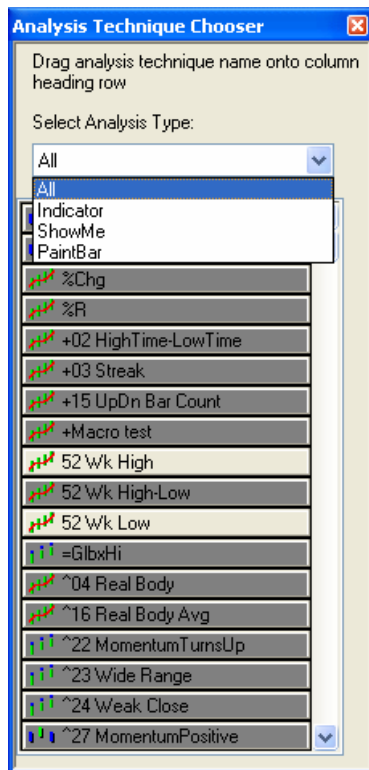 Analysis Technique Chooser
Drag analysis technique name onto column
heading row
Select Analysis Type:
All
All
Indicator
ShowMe
PaintBar
%Chg
%R
+02 HighTime-LowTime
+03 Streak
+15 UpDn Bar Count
+Macro test
52 Wk High
52 Wk High-Low
52 Wk Low
=GlbxHi
^04 Real Body
^16 Real Body Avg
^22 MomentumTurnsUp
^23 Wide Range
^24 Weak Close
^27 MomentumPositive